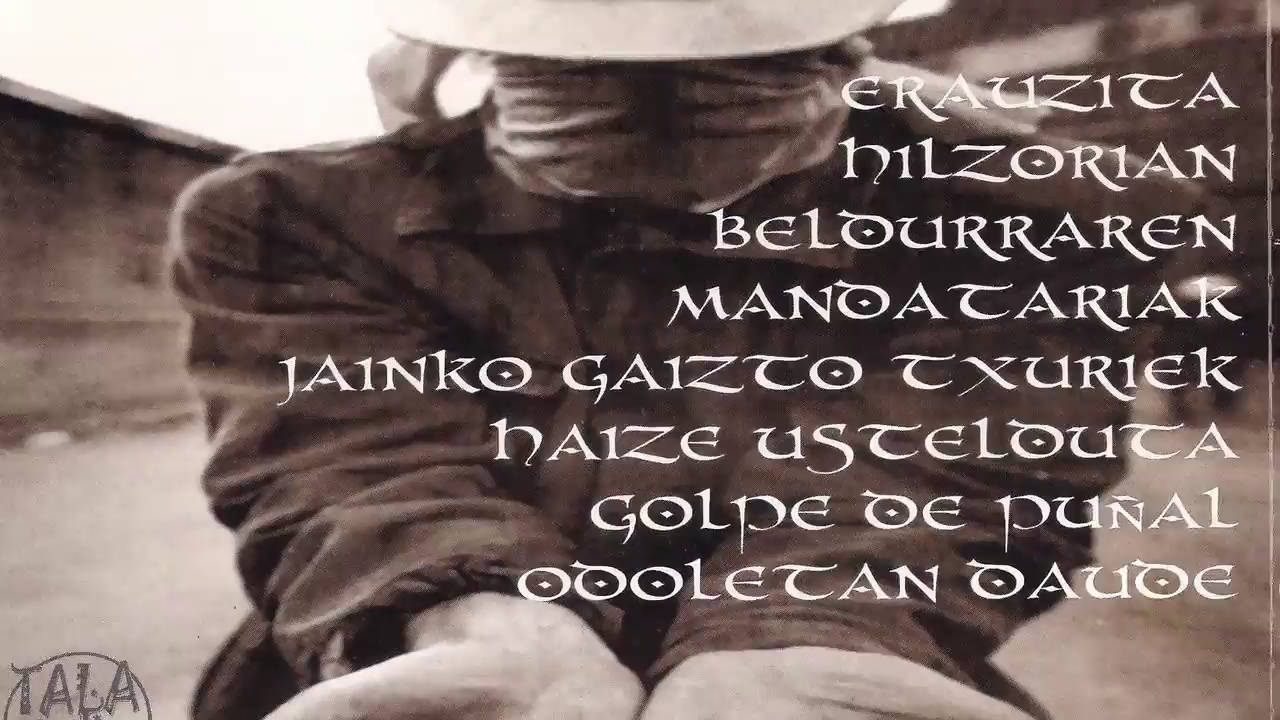 ERAUZITA
HILZORIAN
BELDURRAREN
MANDATARIAK
JAINKO GAIZTO TXURIEK
HAIZE USTELDUTA
GOLPE DE PUÑAL
ODOLETAN DAUDE
TALA